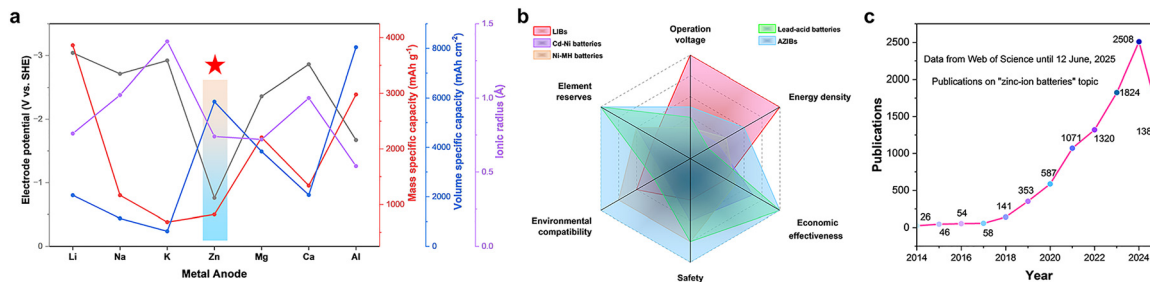 a
Electrode potential (V vs. SHE)
−3
−2
−1
0
Li
Na
K
Zn
Mg
Ca
Al
Metal Anode
4000
3000
2000
1000
Mass specific capacity (mAh g⁻¹)
8000
6000
4000
2000
0
Volume specific capacity (mAh cm⁻²)
1.5
1.0
0.5
0.0
Ionic radius (Å)
b
LIBs
Cd-Ni batteries
Ni-MH batteries
Lead-acid batteries
AZIBs
Operation
voltage
Energy density
Economic
effectiveness
Safety
Environmental
compatibility
Element
reserves
c
Data from Web of Science until 12 June, 2025
Publications on "zinc-ion batteries" topic
Publications
2500
2000
1500
1000
500
0
26
46
54
58
141
353
587
1071
1320
1824
2508
138
2014
2016
2018
2020
2022
2024
Year